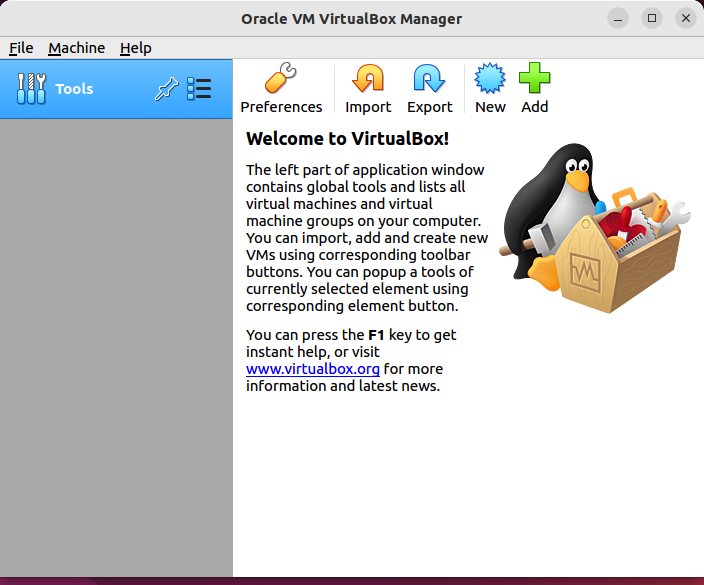 Oracle VM VirtualBox Manager
File Machine Help
Tools
Preferences Import Export New Add
Welcome to VirtualBox!
The left part of application window
contains global tools and lists all
virtual machines and virtual
machine groups on your computer.
You can import, add and create new
VMs using corresponding toolbar
buttons. You can popup a tools of
currently selected element using
corresponding element button.
You can press the F1 key to get
instant help, or visit
www.virtualbox.org for more
information and latest news.